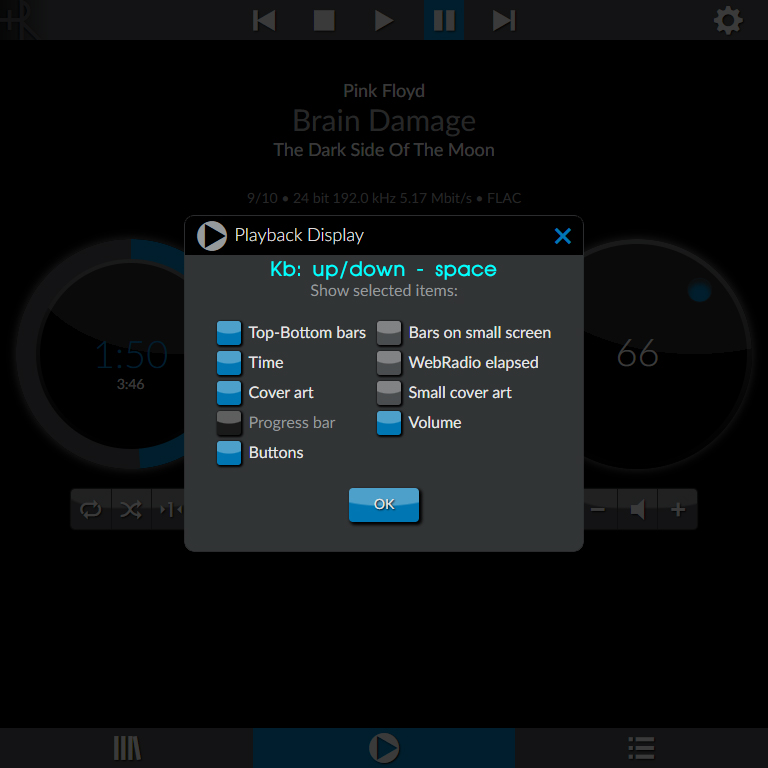 Pink Floyd
Brain Damage
The Dark Side Of The Moon
9/10 • 24 bit 192.0 kHz 5.17 Mbit/s • FLAC
Playback Display
Kb: up/down - space
Show selected items:
Top-Bottom bars
Bars on small screen
Time
WebRadio elapsed
Cover art
Small cover art
Progress bar
Volume
Buttons
OK
1:50
3:46
66
1